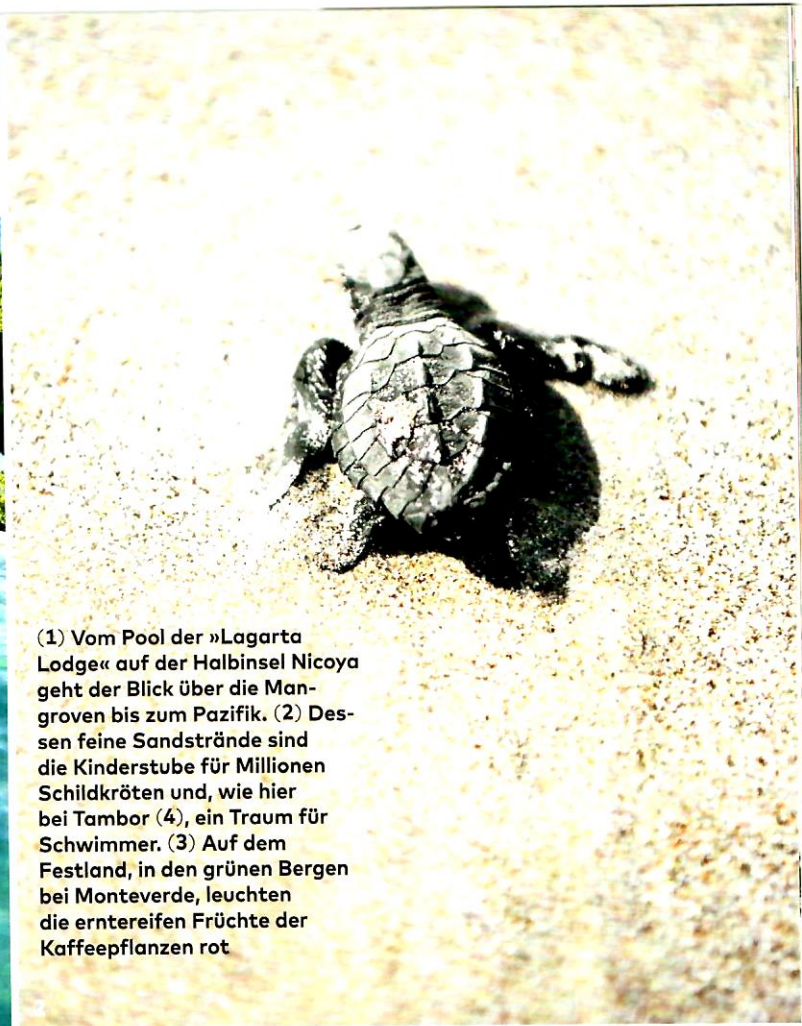 (1) Vom Pool der »Lagarta
Lodge« auf der Halbinsel Nicoya
geht der Blick über die Man-
groven bis zum Pazifik. (2) Des-
sen feine Sandstrände sind
die Kinderstube für Millionen
Schildkröten und, wie hier
bei Tambor (4), ein Traum für
Schwimmer. (3) Auf dem
Festland, in den grünen Bergen
bei Monteverde, leuchten
die erntereifen Früchte der
Kaffeepflanzen rot